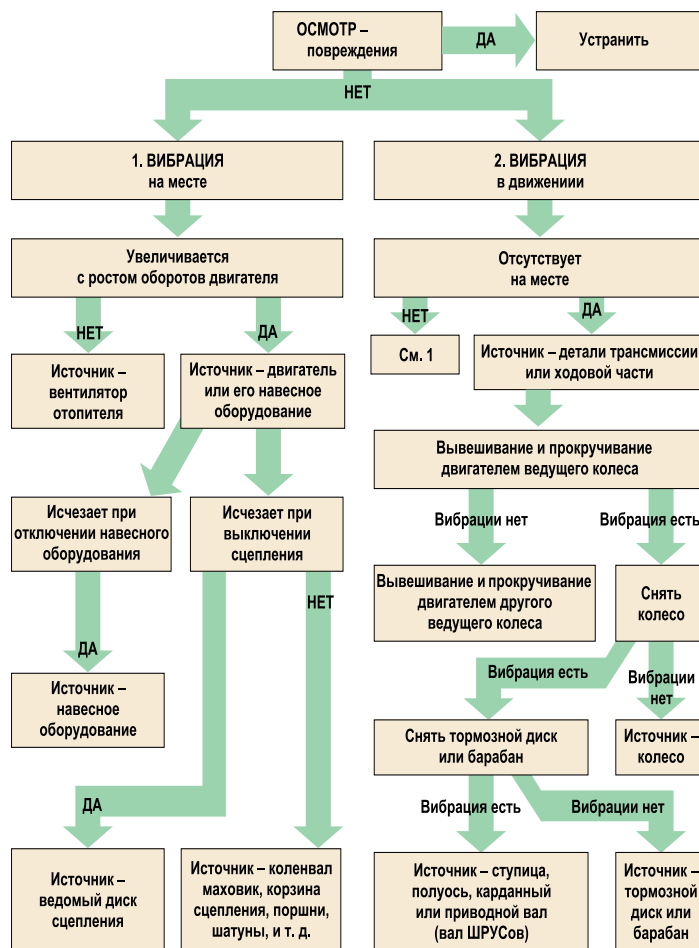 ОСМОТР –
повреждения
ДА
Устранить
НЕТ
1. ВИБРАЦИЯ
на месте
2. ВИБРАЦИЯ
в движениии
Увеличивается
с ростом оборотов двигателя
Отсутствует
на месте
НЕТ
ДА
НЕТ
ДА
Источник –
вентилятор
отопителя
Источник – двигатель
или его навесное
оборудование
См. 1
Источник – детали трансмиссии
или ходовой части
Вывешивание и прокручивание
двигателем ведущего колеса
Исчезает при
отключении навесного
оборудования
Исчезает при
выключении
сцепления
Вибрации нет
Вибрация есть
Вывешивание и прокручивание
двигателем другого
ведущего колеса
Снять
колесо
НЕТ
ДА
Источник –
навесное
оборудование
Вибрация есть
Вибрации
нет
Снять тормозной диск
или барабан
Источник –
колесо
ДА
Вибрация есть
Вибрации нет
Источник –
ведомый диск
сцепления
Источник – коленвал
маховик, корзина
сцепления, поршни,
шатуны, и т. д.
Источник – ступица,
полуось, карданный
или приводной вал
(вал ШРУСов)
Источник –
тормозной
диск или
барабан